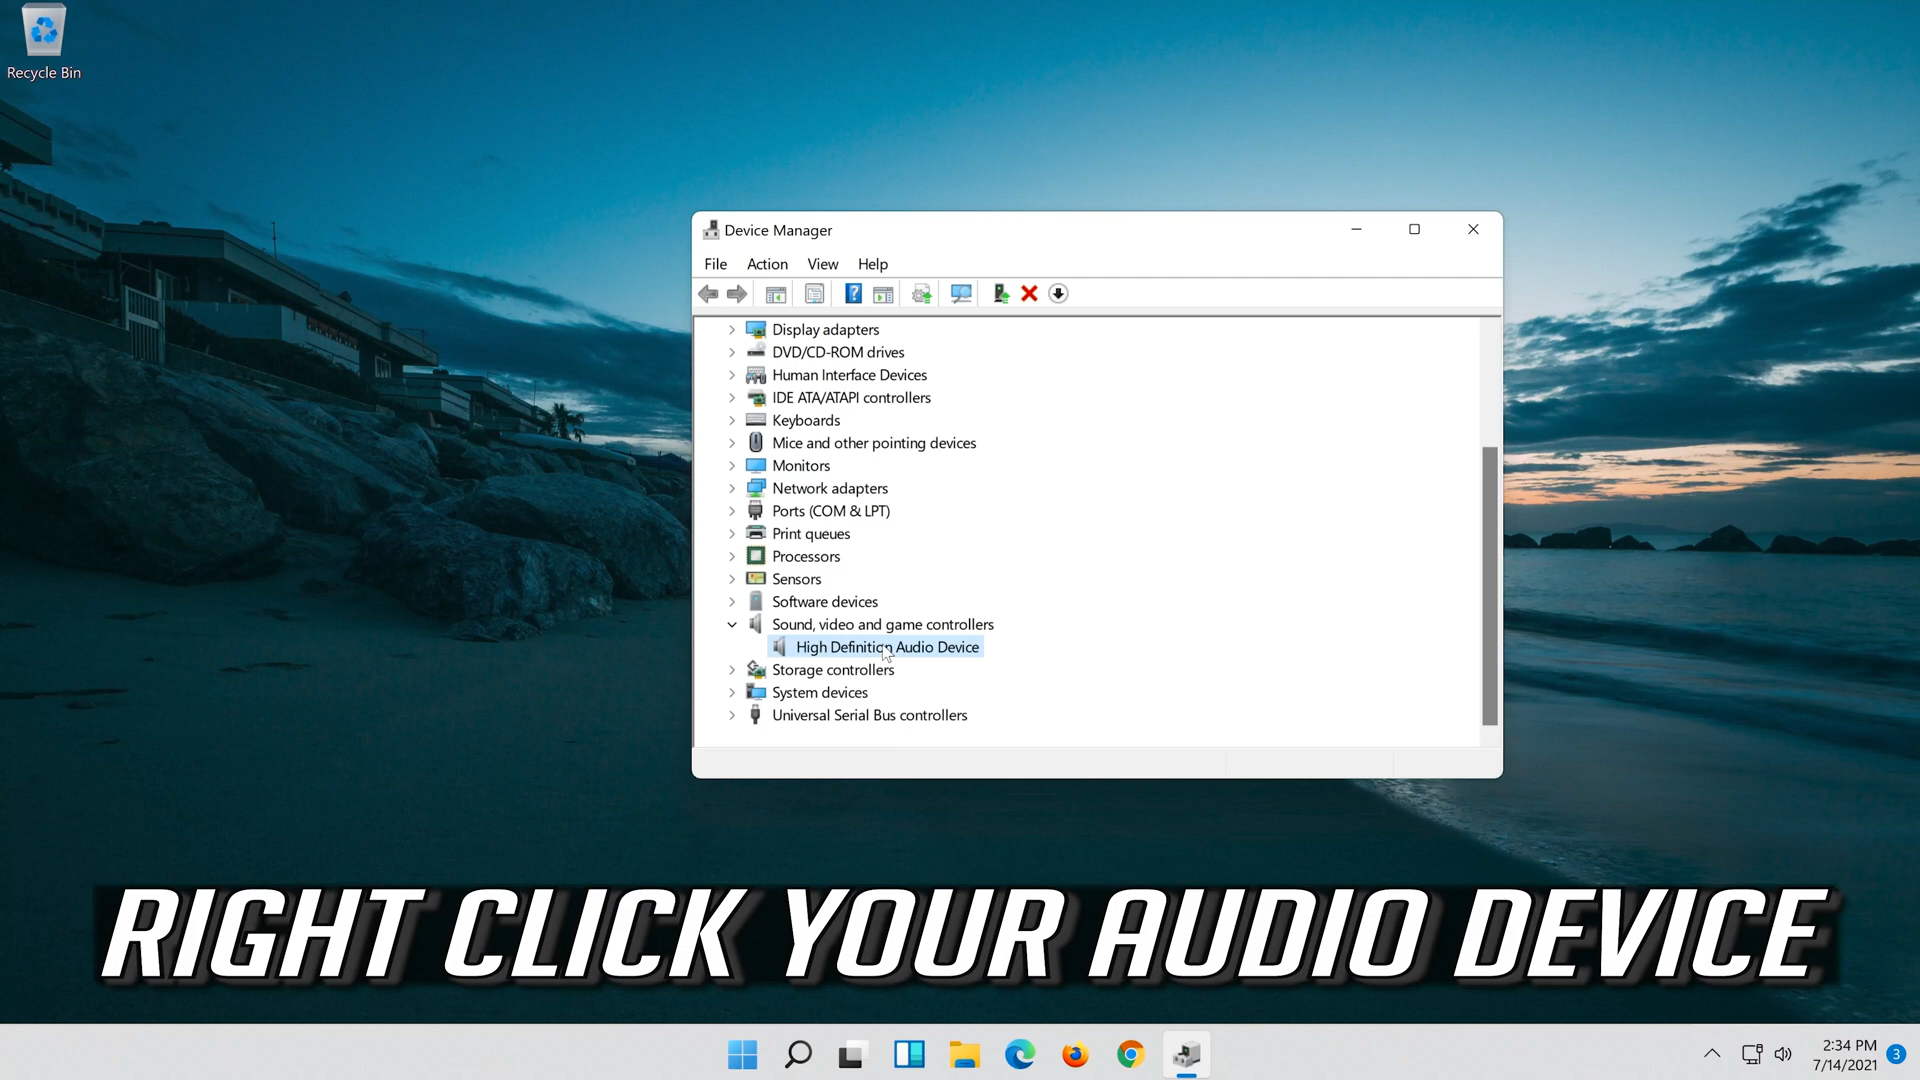 Recycle Bin
Device Manager
File Action View Help
Display adapters
DVD/CD-ROM drives
Human Interface Devices
IDE ATA/ATAPI controllers
Keyboards
Mice and other pointing devices
Monitors
Network adapters
Ports (COM & LPT)
Print queues
Processors
Sensors
Software devices
Sound, video and game controllers
High Definition Audio Device
Storage controllers
System devices
Universal Serial Bus controllers
RIGHT CLICK YOUR AUDIO DEVICE
2:34 PM
7/14/2021
3